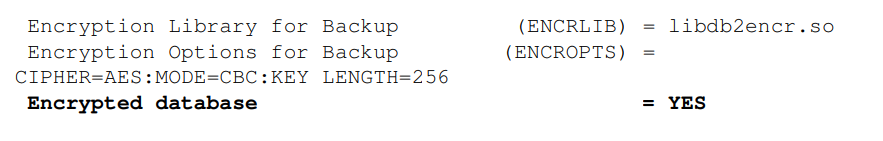 Encryption Library for Backup (ENCRLIB) = libdb2encr.so
Encryption Options for Backup (ENCROPTS) =
CIPHER=AES:MODE=CBC:KEY LENGTH=256
Encrypted database = YES